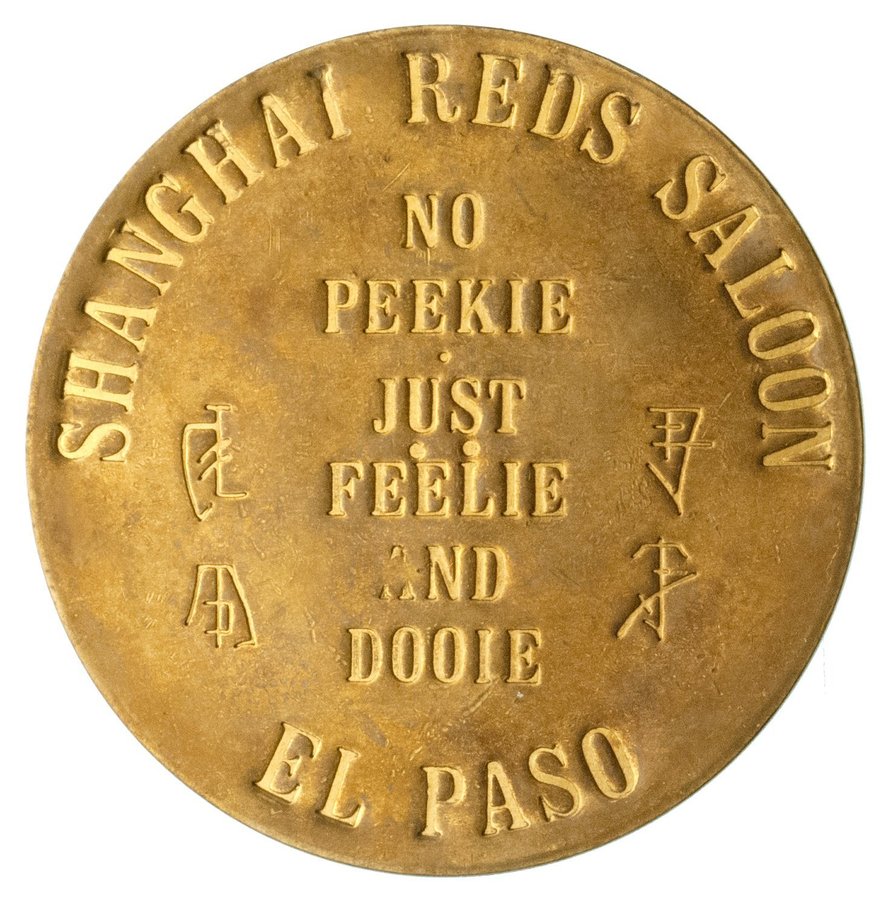 SHANGHAI REDS SALOON
NO
PEEKIE
JUST
FEELIE
AND
DOOIE
EL PASO